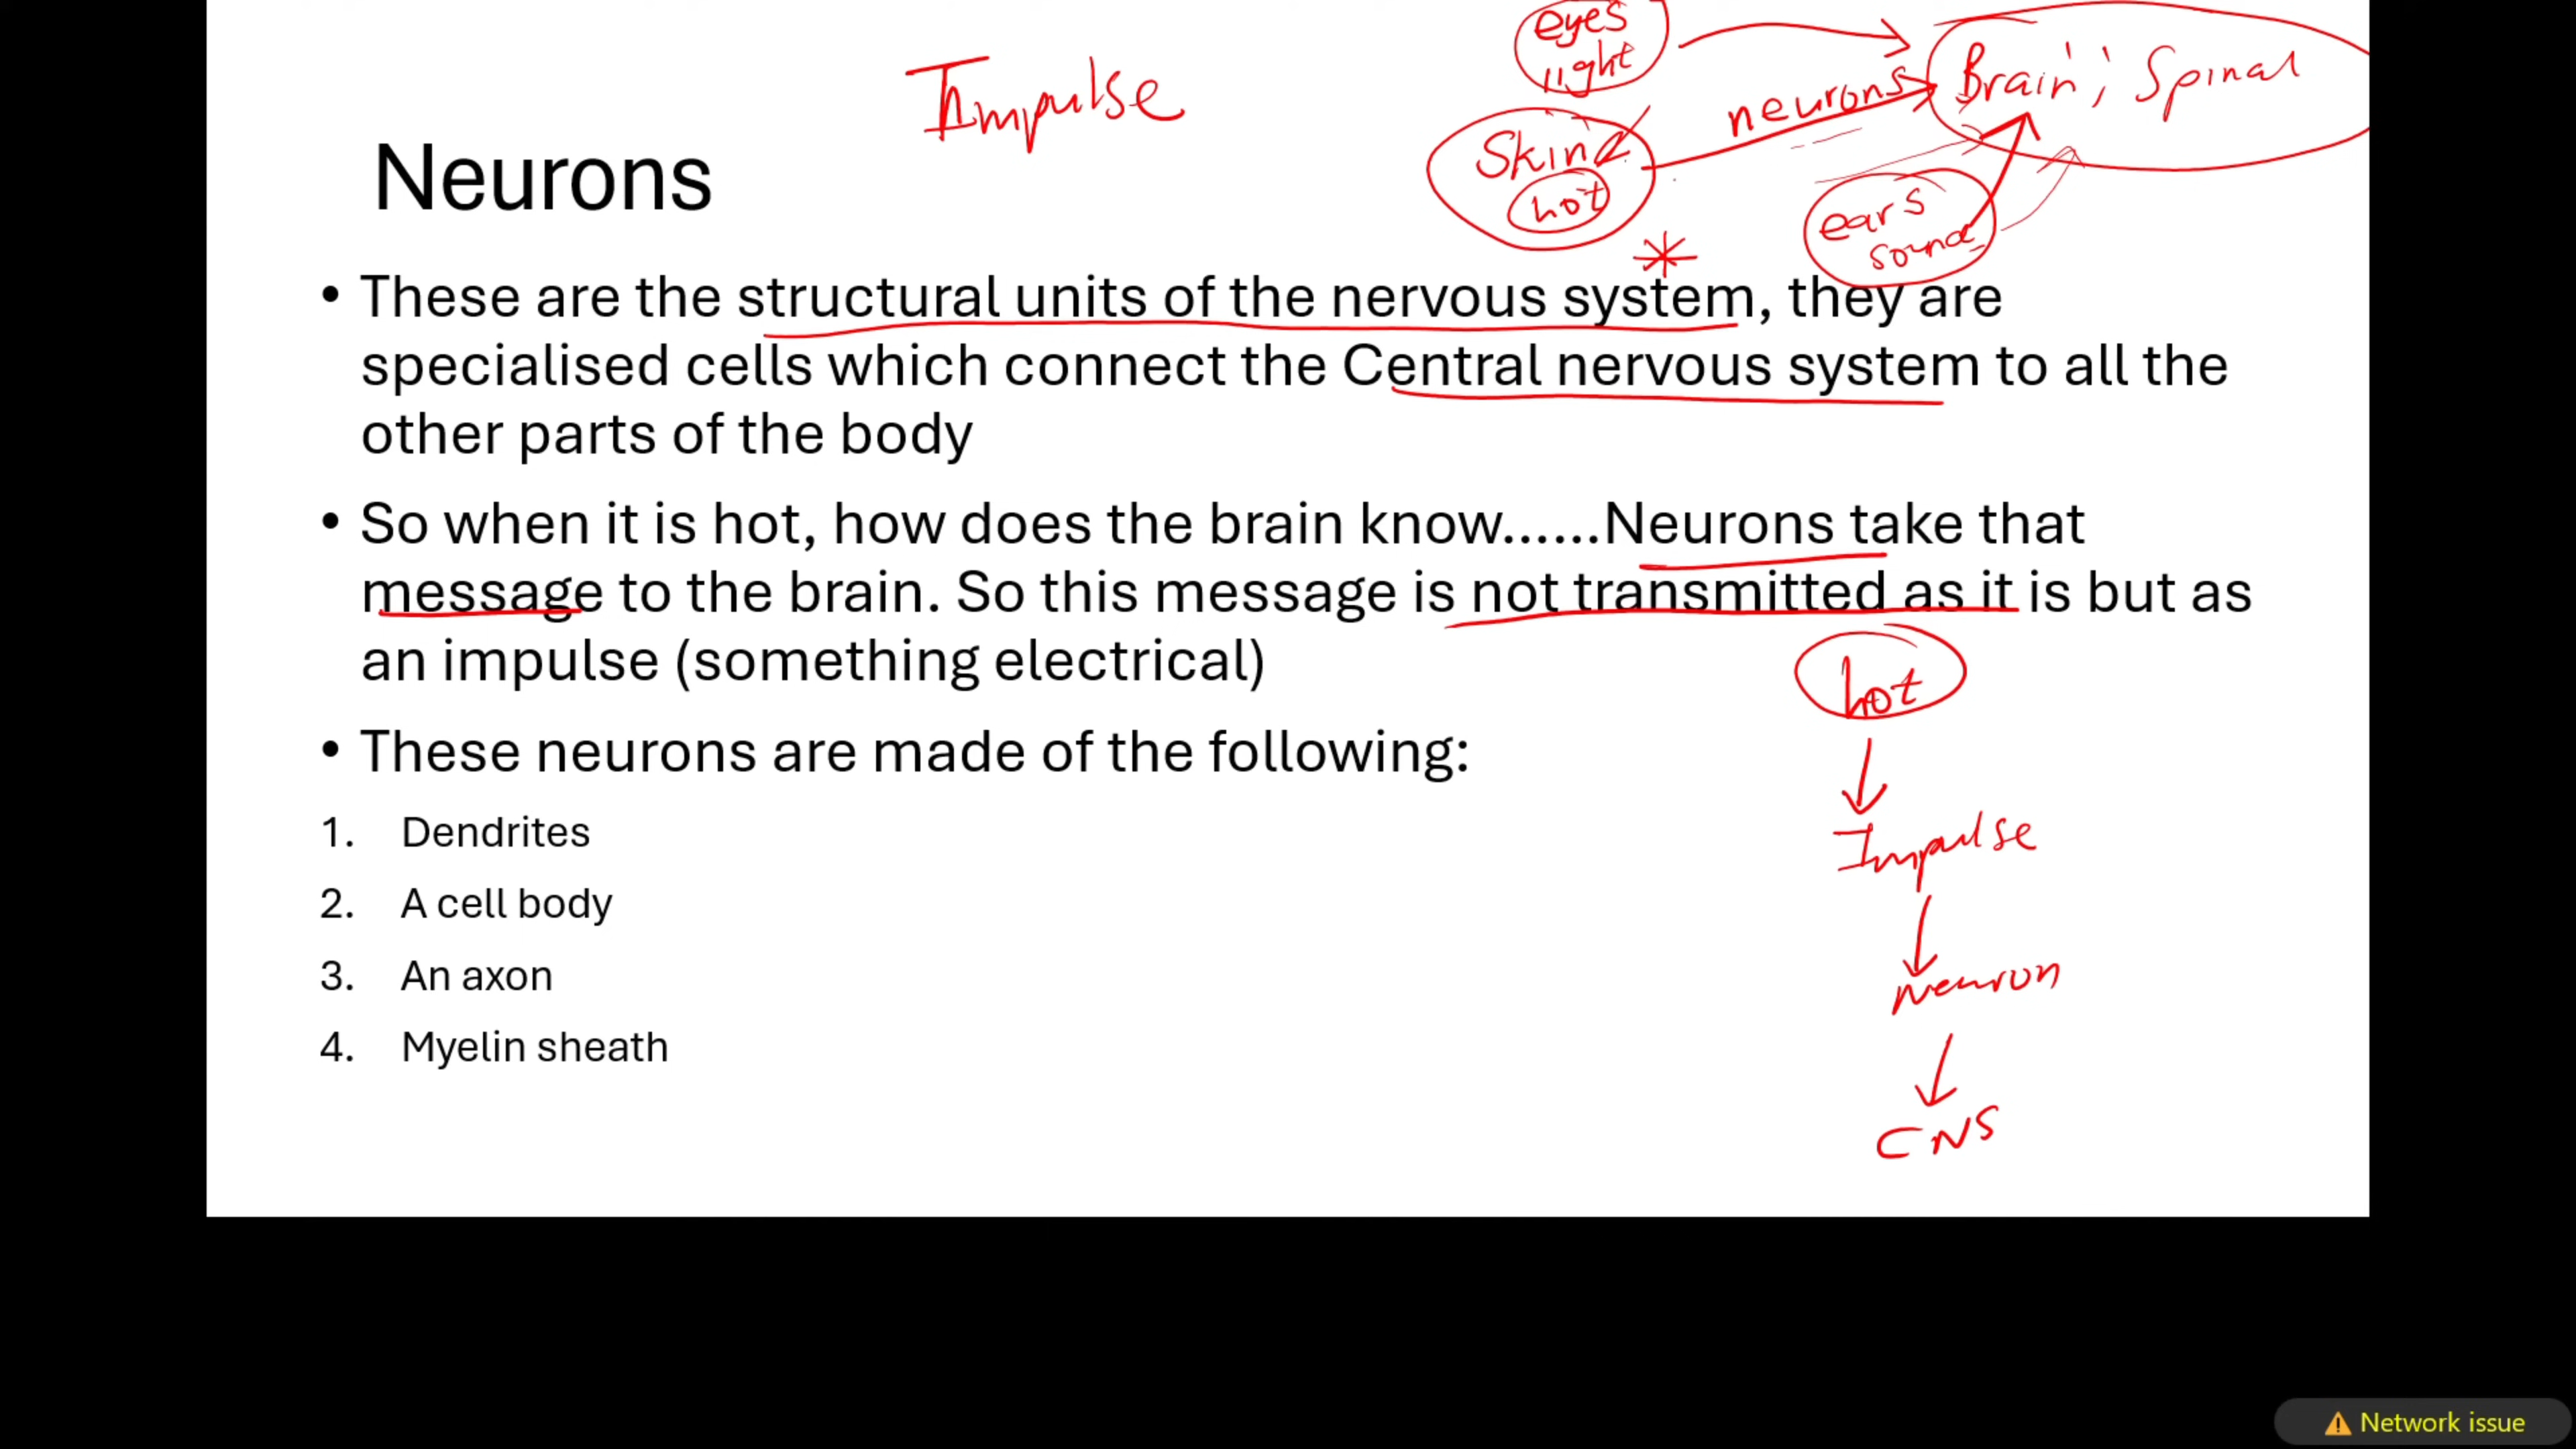 eyes
light
Impulse
neurons
Brain ; Spinal
Skin
hot
ears
sound
Neurons
• These are the structural units of the nervous system, they are
specialised cells which connect the Central nervous system to all the
other parts of the body
• So when it is hot, how does the brain know......Neurons take that
message to the brain. So this message is not transmitted as it is but as
an impulse (something electrical)
hot
• These neurons are made of the following:
1. Dendrites
Impulse
2. A cell body
3. An axon
Neuron
4. Myelin sheath
CNS
Network issue